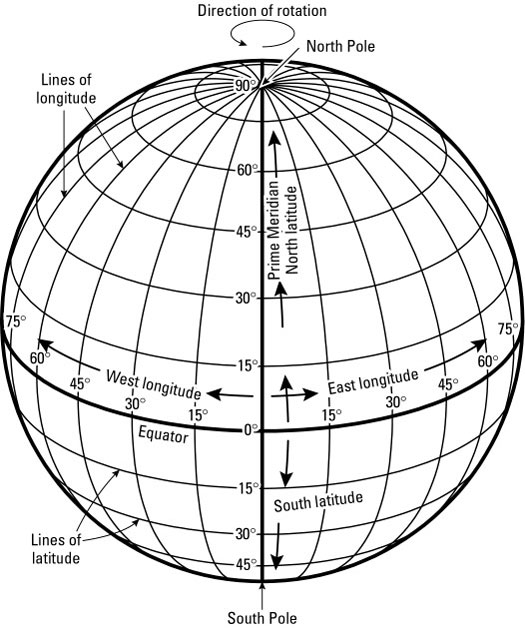 Direction of rotation
North Pole
Lines of
longitude
90°
60°
45°
30°
15°
0°
15°
30°
45°
Prime Meridian
North latitude
75°
60°
45°
30°
15°
West longitude
East longitude
15°
30°
45°
60°
75°
Equator
South latitude
Lines of
latitude
South Pole